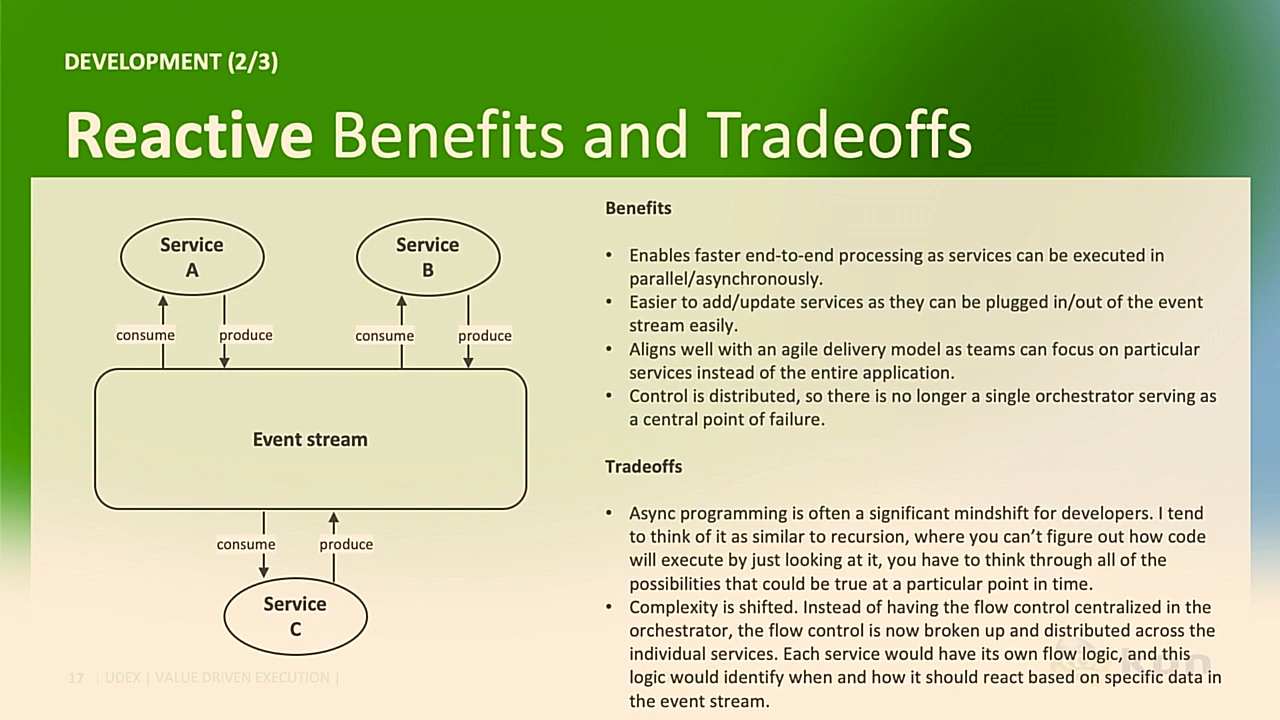 DEVELOPMENT (2/3)
Reactive Benefits and Tradeoffs
Service
A
Service
B
consume
produce
consume
produce
Event stream
consume
produce
Service
C
Benefits
• Enables faster end-to-end processing as services can be executed in
parallel/asynchronously.
• Easier to add/update services as they can be plugged in/out of the event
stream easily.
• Aligns well with an agile delivery model as teams can focus on particular
services instead of the entire application.
• Control is distributed, so there is no longer a single orchestrator serving as
a central point of failure.
Tradeoffs
• Async programming is often a significant mindshift for developers. I tend
to think of it as similar to recursion, where you can’t figure out how code
will execute by just looking at it, you have to think through all of the
possibilities that could be true at a particular point in time.
• Complexity is shifted. Instead of having the flow control centralized in the
orchestrator, the flow control is now broken up and distributed across the
individual services. Each service would have its own flow logic, and this
logic would identify when and how it should react based on specific data in
the event stream.
17 | UDEX | VALUE DRIVEN EXECUTION |